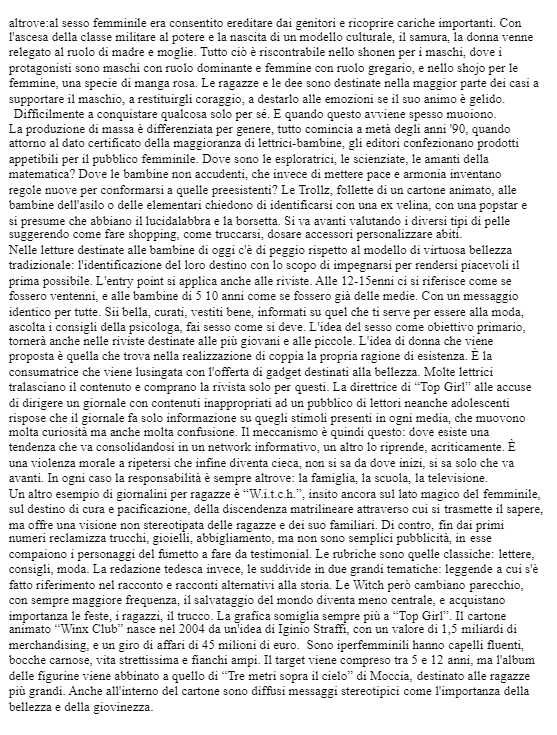 altrove:al sesso femminile era consentito ereditare dai genitori e ricoprire cariche importanti. Con
l'ascesa della classe militare al potere e la nascita di un modello culturale, il samura, la donna venne
relegato al ruolo di madre e moglie. Tutto ciò è riscontrabile nello shonen per i maschi, dove i
protagonisti sono maschi con ruolo dominante e femmine con ruolo gregario, e nello shojo per le
femmine, una specie di manga rosa. Le ragazze e le dee sono destinate nella maggior parte dei casi a
supportare il maschio, a restituirgli coraggio, a destarlo alle emozioni se il suo animo è gelido.
Difficilmente a conquistare qualcosa solo per sé. E quando questo avviene spesso muoiono.
La produzione di massa è differenziata per genere, tutto comincia a metà degli anni '90, quando
attorno al dato certificato della maggioranza di lettrici-bambine, gli editori confezionano prodotti
appetibili per il pubblico femminile. Dove sono le esploratrici, le scienziate, le amanti della
matematica? Dove le bambine non accudenti, che invece di mettere pace e armonia inventano
regole nuove per conformarsi a quelle preesistenti? Le Trollz, follette di un cartone animato, alle
bambine dell'asilo o delle elementari chiedono di identificarsi con una ex velina, con una popstar e
si presume che abbiano il lucidalabbra e la borsetta. Si va avanti valutando i diversi tipi di pelle
suggerendo come fare shopping, come truccarsi, dosare accessori personalizzare abiti.
Nelle letture destinate alle bambine di oggi c'è di peggio rispetto al modello di virtuosa bellezza
tradizionale: l'identificazione del loro destino con lo scopo di impegnarsi per rendersi piacevoli il
prima possibile. L'entry point si applica anche alle riviste. Alle 12-15enni ci si riferisce come se
fossero ventenni, e alle bambine di 5 10 anni come se fossero già delle medie. Con un messaggio
identico per tutte. Sii bella, curati, vestiti bene, informati su quel che ti serve per essere alla moda,
ascolta i consigli della psicologa, fai sesso come si deve. L'idea del sesso come obiettivo primario,
tornerà anche nelle riviste destinate alle più giovani e alle piccole. L'idea di donna che viene
proposta è quella che trova nella realizzazione di coppia la propria ragione di esistenza. È la
consumatrice che viene lusingata con l'offerta di gadget destinati alla bellezza. Molte lettrici
tralasciano il contenuto e comprano la rivista solo per questi. La direttrice di “Top Girl” alle accuse
di dirigere un giornale con contenuti inappropriati ad un pubblico di lettori neanche adolescenti
rispose che il giornale fa solo informazione su quegli stimoli presenti in ogni media, che muovono
molta curiosità ma anche molta confusione. Il meccanismo è quindi questo: dove esiste una
tendenza che va consolidandosi in un network informativo, un altro lo riprende, acriticamente. È
una violenza morale a ripetersi che infine diventa cieca, non si sa da dove inizi, si sa solo che va
avanti. In ogni caso la responsabilità è sempre altrove: la famiglia, la scuola, la televisione.
Un altro esempio di giornalini per ragazze è “W.i.t.c.h.”, insito ancora sul lato magico del femminile,
sul destino di cura e pacificazione, della discendenza matrilineare attraverso cui si trasmette il sapere,
ma offre una visione non stereotipata delle ragazze e dei suo familiari. Di contro, fin dai primi
numeri reclamizza trucchi, gioielli, abbigliamento, ma non sono semplici pubblicità, in esse
compaiono i personaggi del fumetto a fare da testimonial. Le rubriche sono quelle classiche: lettere,
consigli, moda. La redazione tedesca invece, le suddivide in due grandi tematiche: leggende a cui s'è
fatto riferimento nel racconto e racconti alternativi alla storia. Le Witch però cambiano parecchio,
con sempre maggiore frequenza, il salvataggio del mondo diventa meno centrale, e acquistano
importanza le feste, i ragazzi, il trucco. La grafica somiglia sempre più a “Top Girl”. Il cartone
animato “Winx Club” nasce nel 2004 da un'idea di Iginio Straffi, con un valore di 1,5 miliardi di
merchandising, e un giro di affari di 45 milioni di euro.  Sono iperfemminili hanno capelli fluenti,
bocche carnose, vita strettissima e fianchi ampi. Il target viene compreso tra 5 e 12 anni, ma l'album
delle figurine viene abbinato a quello di “Tre metri sopra il cielo” di Moccia, destinato alle ragazze
più grandi. Anche all'interno del cartone sono diffusi messaggi stereotipici come l'importanza della
bellezza e della giovinezza.